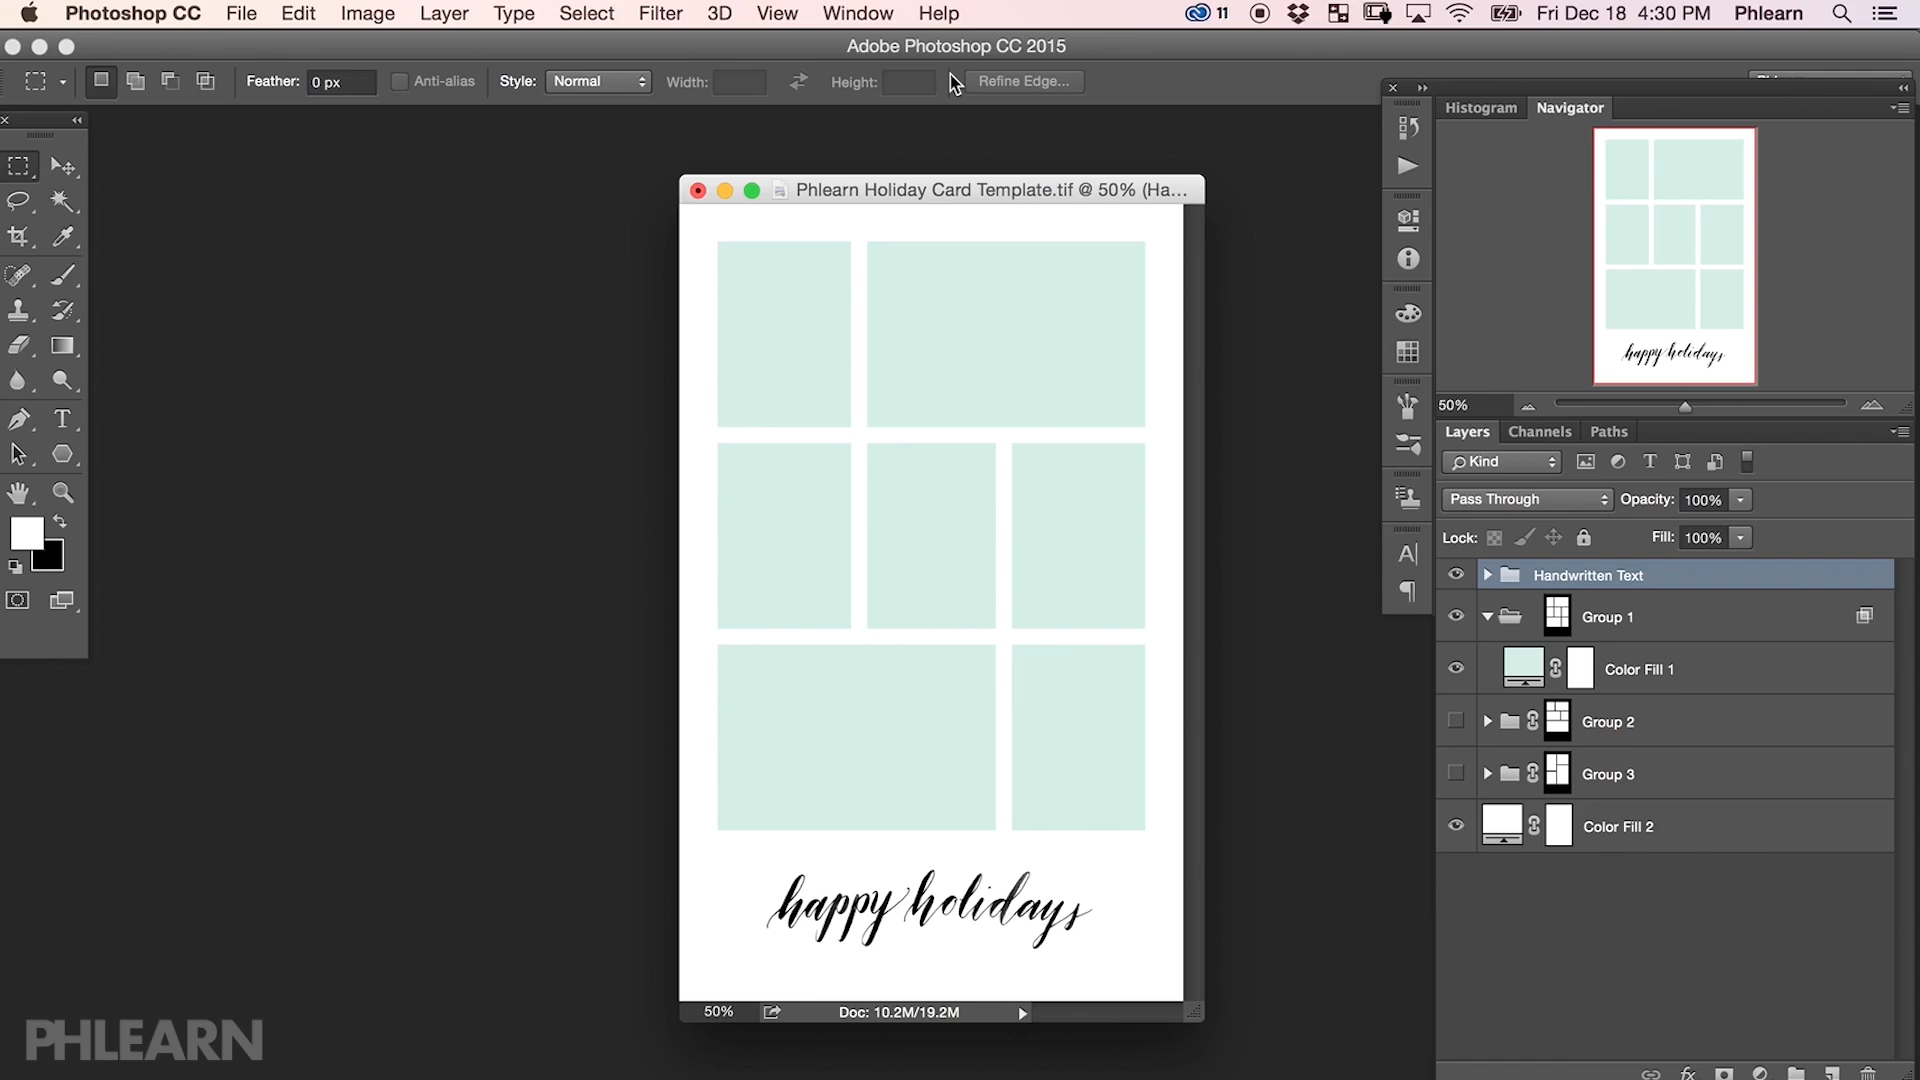 Photoshop CC File Edit Image Layer Type Select Filter 3D View Window Help 11 Fri Dec 18 4:30 PM Phlearn
Adobe Photoshop CC 2015
Feather: 0 px Anti-alias Style: Normal Width: Height: Refine Edge...
Histogram Navigator
Phlearn Holiday Card Template.tif @ 50% (Ha...
happy holidays
50%
Layers Channels Paths
Kind
Pass Through Opacity: 100%
Lock: Fill: 100%
Handwritten Text
Group 1
Color Fill 1
Group 2
Group 3
Color Fill 2
happy holidays
50% Doc: 10.2M/19.2M
PHLEARN